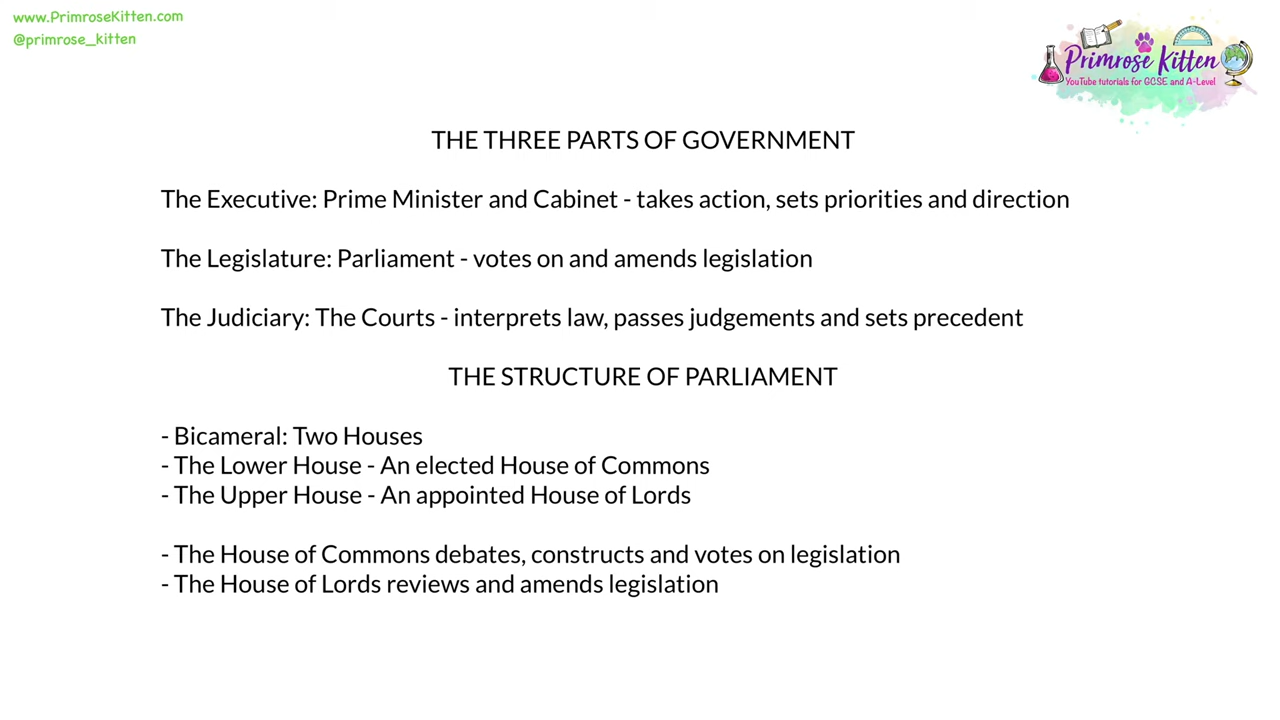 www.PrimroseKitten.com
@primrose_kitten
Primrose Kitten
YouTube tutorials for GCSE and A-Level
THE THREE PARTS OF GOVERNMENT
The Executive: Prime Minister and Cabinet - takes action, sets priorities and direction
The Legislature: Parliament - votes on and amends legislation
The Judiciary: The Courts - interprets law, passes judgements and sets precedent
THE STRUCTURE OF PARLIAMENT
- Bicameral: Two Houses
- The Lower House - An elected House of Commons
- The Upper House - An appointed House of Lords
- The House of Commons debates, constructs and votes on legislation
- The House of Lords reviews and amends legislation